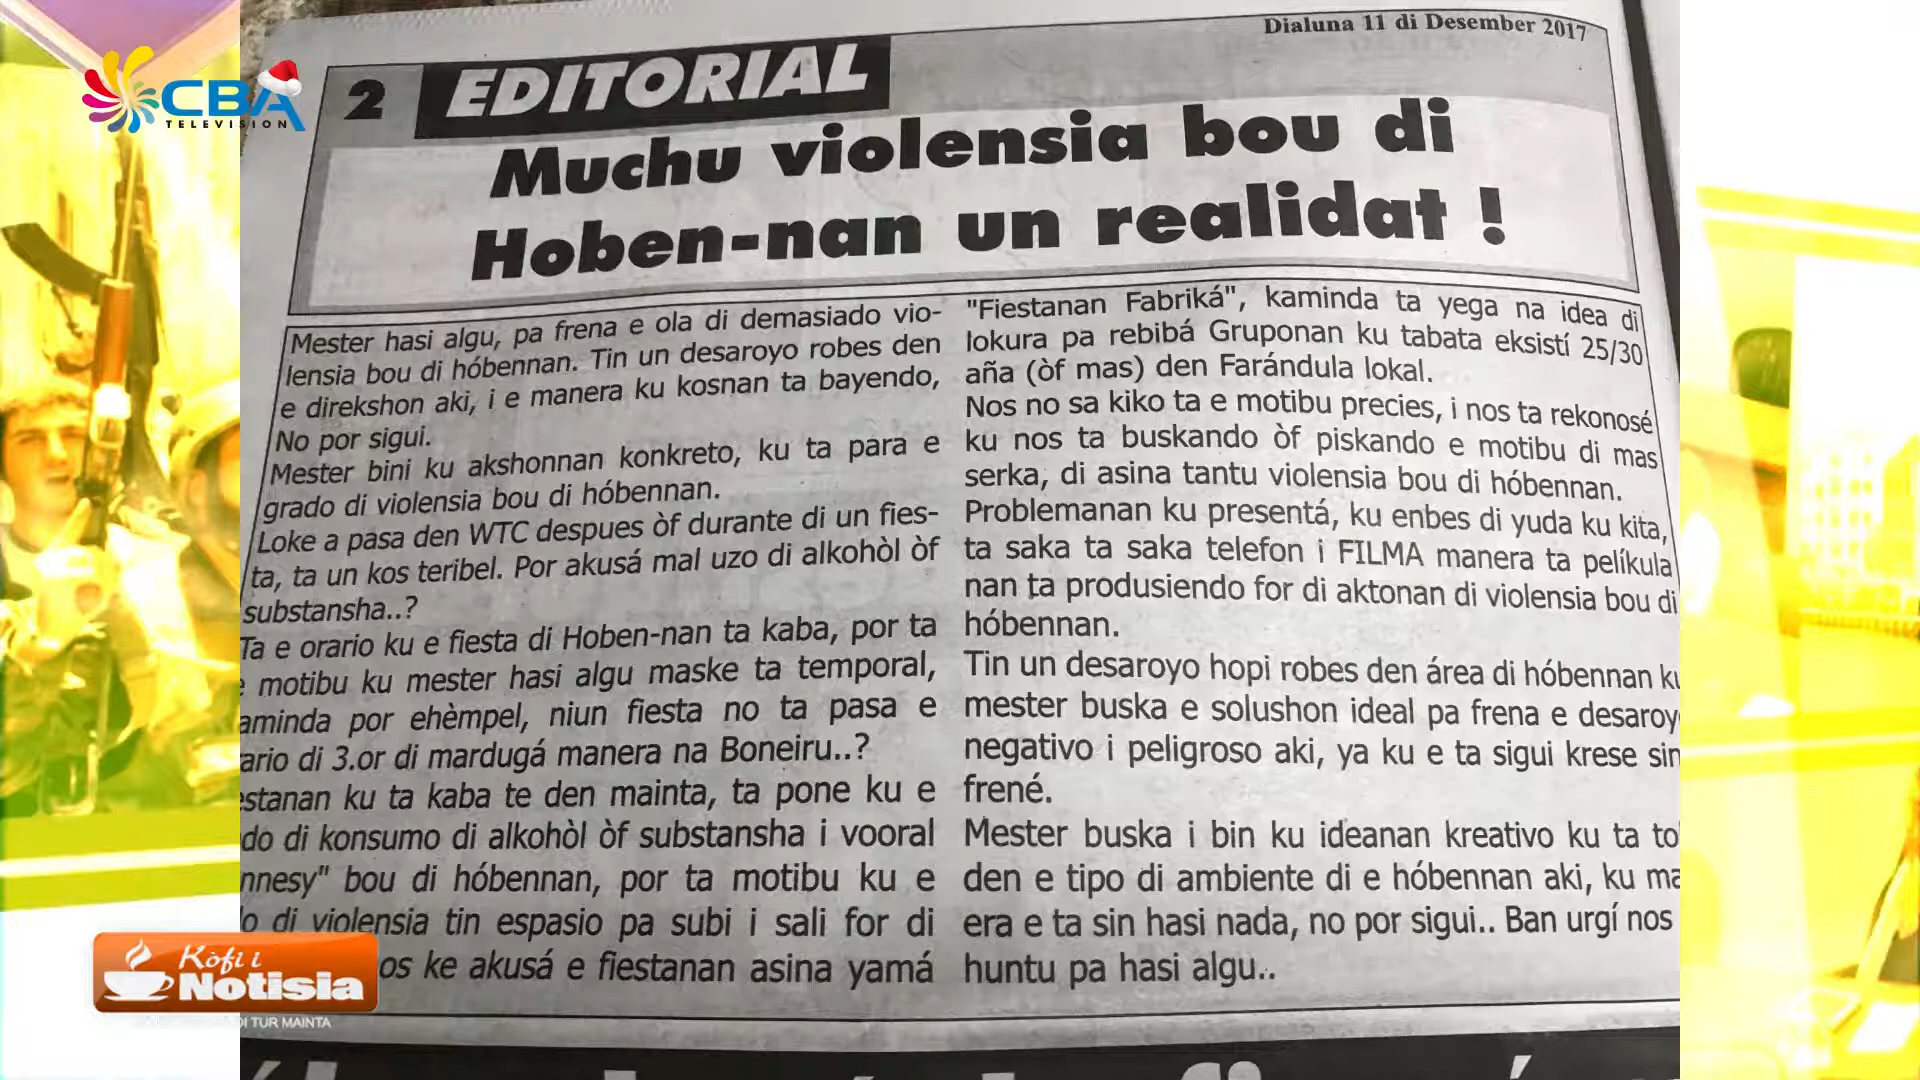 CBA
TELEVISION
Dialuna 11 di Desember 2017
2 EDITORIAL
Muchu violensia bou di
Hoben-nan un realidat !
Mester hasi algu, pa frena e ola di demasiado vio-
lensia bou di hóbennan. Tin un desaroyo robes den
e direkshon aki, i e manera ku kosnan ta bayendo,
No por sigui.
Mester bini ku akshonnan konkreto, ku ta para e
grado di violensia bou di hóbennan.
Loke a pasa den WTC despues òf durante di un fies-
ta, ta un kos teribel. Por akusá mal uzo di alkohòl òf
substansha..?
Ta e orario ku e fiesta di Hoben-nan ta kaba, por ta
motibu ku mester hasi algu maske ta temporal,
por ehèmpel, niun fiesta no ta pasa e
di 3.or di mardugá manera na Boneiru..?
ku ta kaba te den mainta, ta pone ku e
di konsumo di alkohòl òf substansha i vooral
bou di hóbennan, por ta motibu ku e
di violensia tin espasio pa subi i sali for di
ke akusá e fiestanan asina yamá
"Fiestanan Fabriká", kaminda ta yega na idea di
lokura pa rebibá Gruponan ku tabata eksistí 25/30
aña (òf mas) den Farándula lokal.
Nos no sa kiko ta e motibu precies, i nos ta rekonosé
ku nos ta buskando òf piskando e motibu di mas
serka, di asina tantu violensia bou di hóbennan.
Problemanan ku presentá, ku enbes di yuda ku kita,
ta saka ta saka telefon i FILMA manera ta película
nan ta produsiendo for di aktonan di violensia bou di
hóbennan.
Tin un desaroyo hopi robes den área di hóbennan
mester buska e solushon ideal pa frena e
negativo i peligroso aki, ya ku e ta sigui krese sin
frené.
Mester buska i bin ku ideanan kreativo ku ta
den e tipo di ambiente di e hóbennan aki, ku
era e ta sin hasi nada, no por sigui.. Ban urgí nos
huntu pa hasi algu..
Kòfi i
Notisia
DI TUR MAINTA